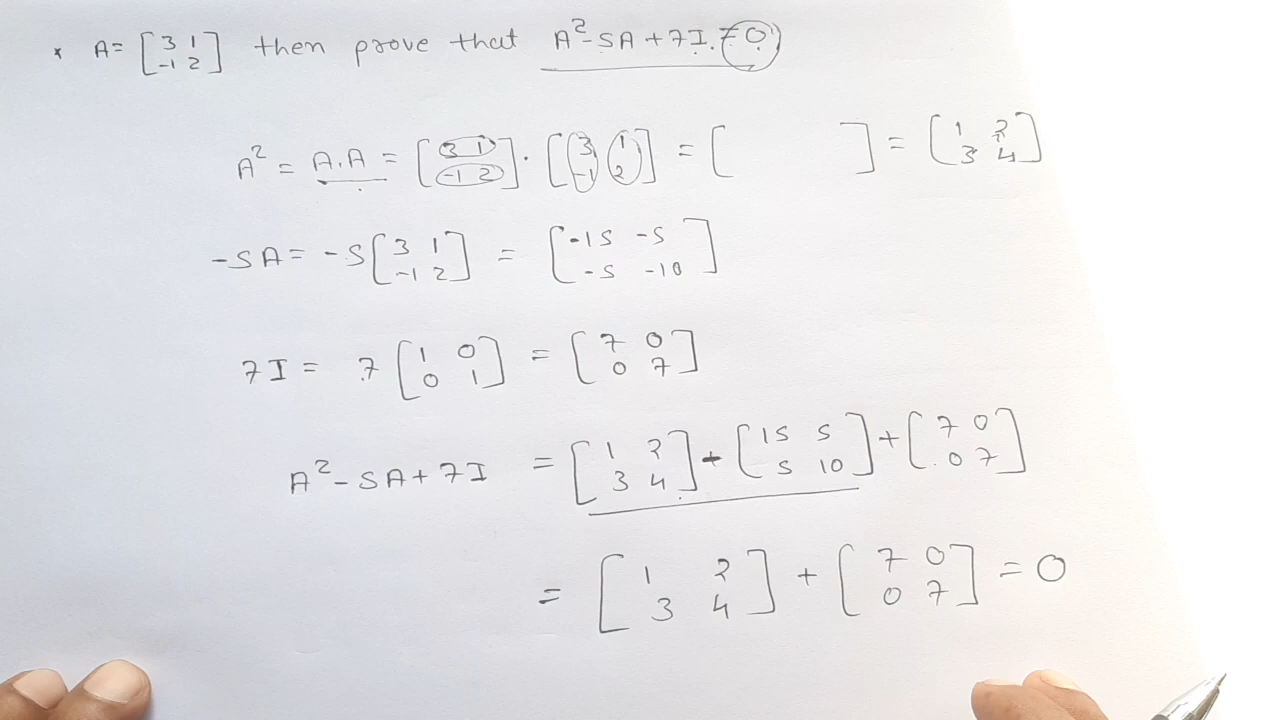 * A = [3 1 -1 2] then prove that A²-5A+7I. = 0
A² = A.A = [3 1 -1 2] . [3 1 -1 2] = [ ] = [1 2 3 4]
-5A = -5[3 1 -1 2] = [-15 -5 -5 -10]
7I = 7[1 0 0 1] = [7 0 0 7]
A²-5A+7I = [1 2 3 4] - [15 5 5 10] + [7 0 0 7]
= [1 2 3 4] + [7 0 0 7] = 0